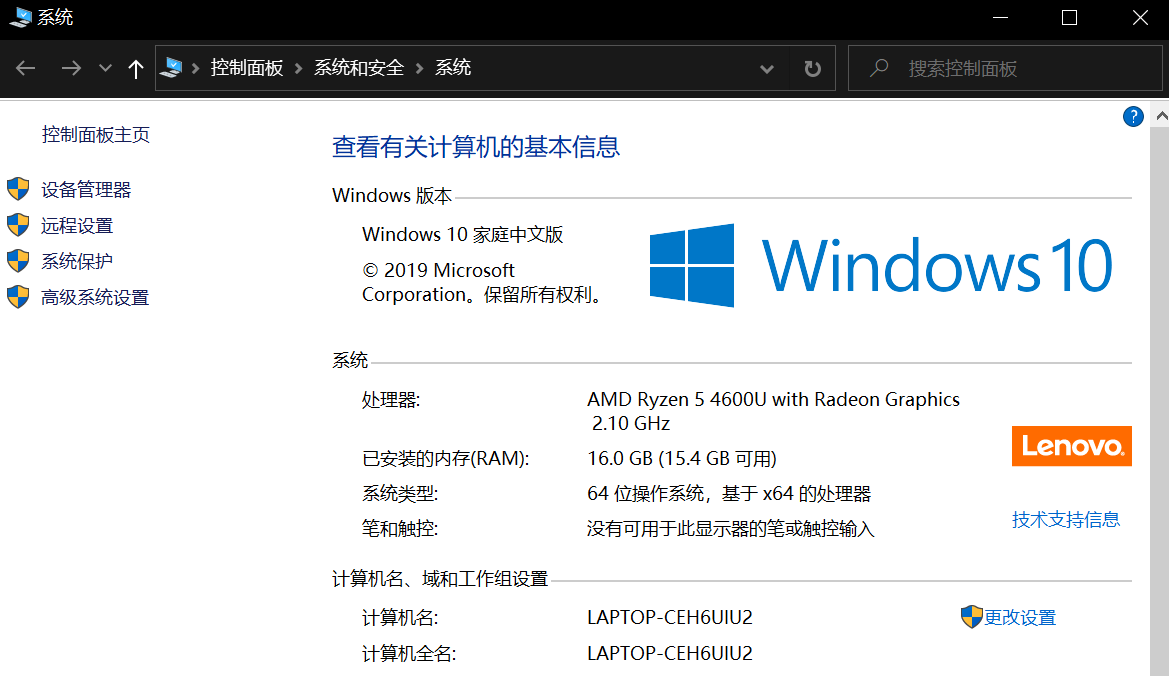 系统
控制面板 系统和安全 系统
搜索控制面板
控制面板主页
设备管理器
远程设置
系统保护
高级系统设置
?
查看有关计算机的基本信息
Windows 版本
Windows 10 家庭中文版
© 2019 Microsoft
Corporation。保留所有权利。
Windows 10
系统
处理器: AMD Ryzen 5 4600U with Radeon Graphics
2.10 GHz
已安装的内存(RAM): 16.0 GB (15.4 GB 可用)
系统类型: 64 位操作系统，基于 x64 的处理器
笔和触控: 没有可用于此显示器的笔或触控输入
Lenovo
技术支持信息
计算机名、域和工作组设置
计算机名: LAPTOP-CEH6UIU2 更改设置
计算机全名: LAPTOP-CEH6UIU2